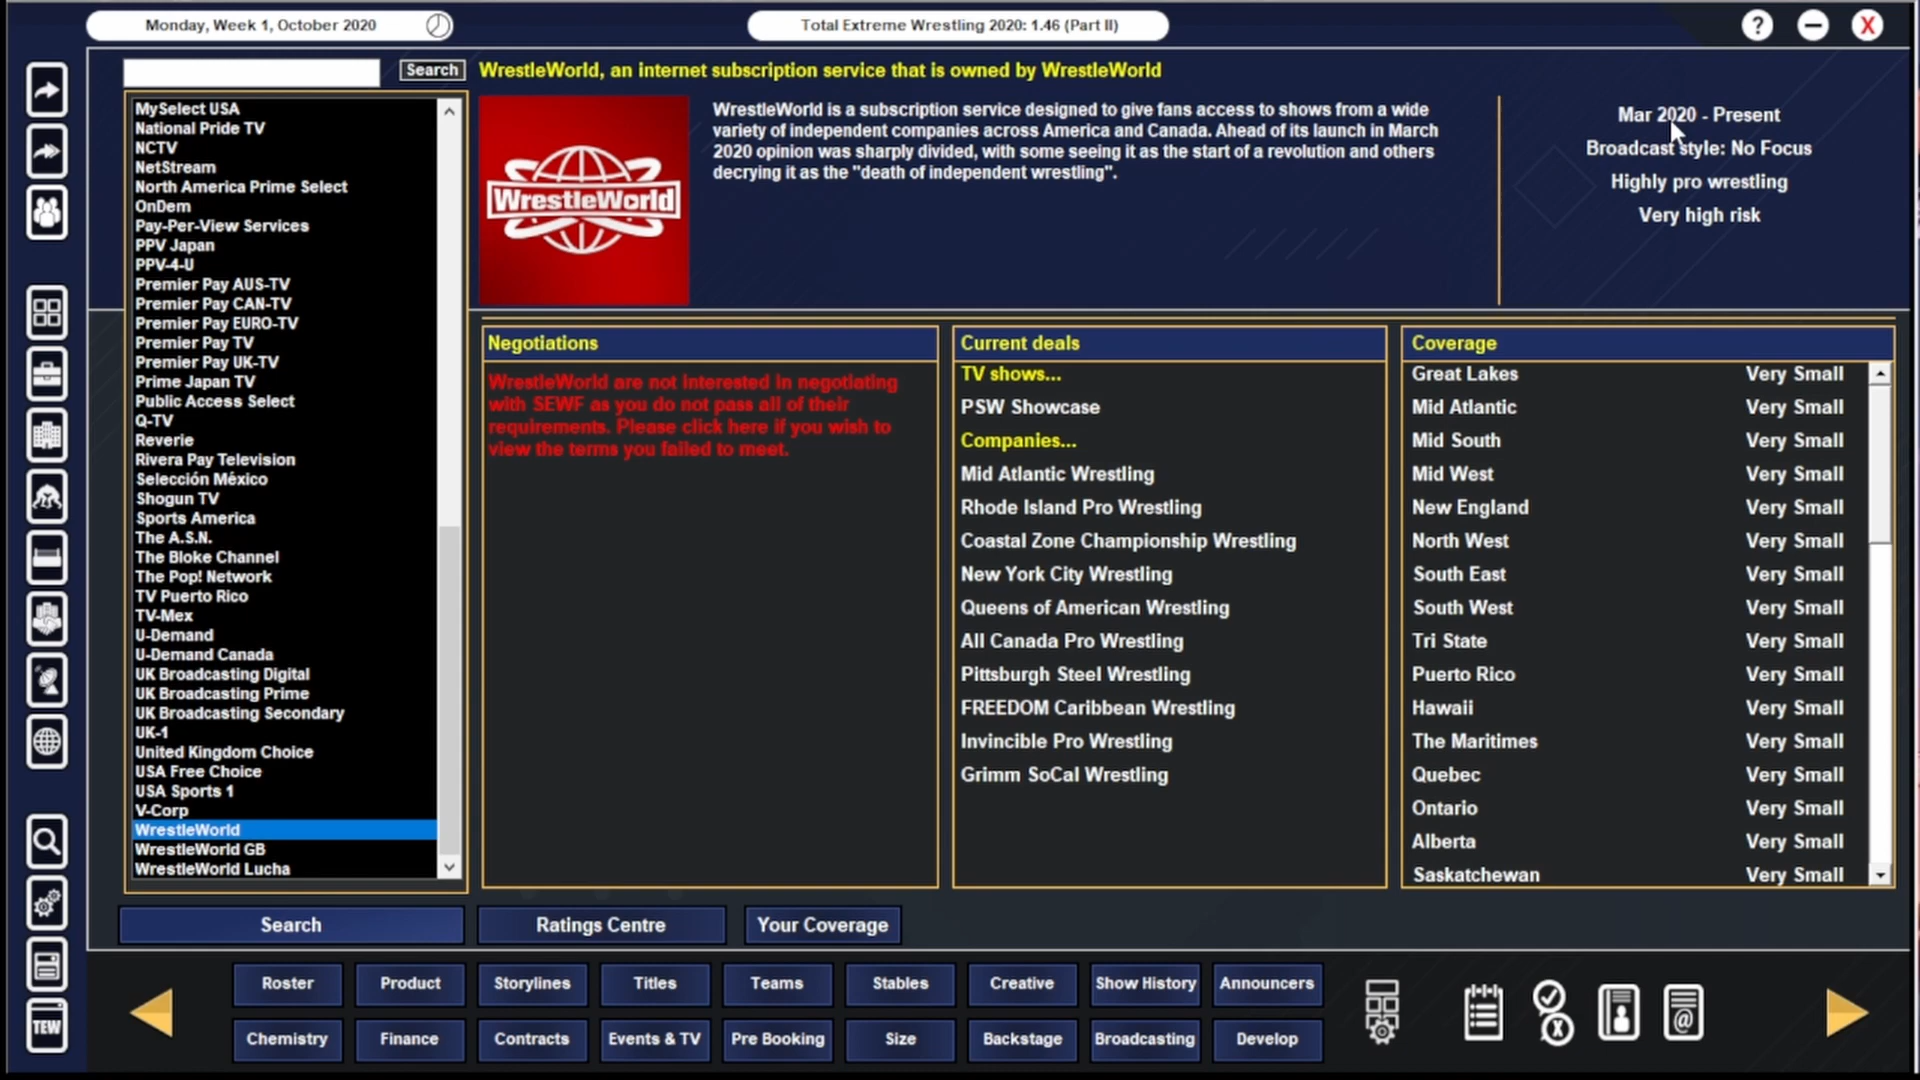 Monday, Week 1, October 2020
Total Extreme Wrestling 2020: 1.46 (Part II)
?
X
Search
WrestleWorld, an internet subscription service that is owned by WrestleWorld
MySelect USA
National Pride TV
NCTV
NetStream
North America Prime Select
OnDem
Pay-Per-View Services
PPV Japan
PPV-4-U
Premier Pay AUS-TV
Premier Pay CAN-TV
Premier Pay EURO-TV
Premier Pay TV
Premier Pay UK-TV
Prime Japan TV
Public Access Select
Q-TV
Reverie
Rivera Pay Television
Selección México
Shogun TV
Sports America
The A.S.N.
The Bloke Channel
The Pop! Network
TV Puerto Rico
TV-Mex
U-Demand
U-Demand Canada
UK Broadcasting Digital
UK Broadcasting Prime
UK Broadcasting Secondary
UK-1
United Kingdom Choice
USA Free Choice
USA Sports 1
V-Corp
WrestleWorld
WrestleWorld GB
WrestleWorld Lucha
WrestleWorld
WrestleWorld is a subscription service designed to give fans access to shows from a wide
variety of independent companies across America and Canada. Ahead of its launch in March
2020 opinion was sharply divided, with some seeing it as the start of a revolution and others
decrying it as the "death of independent wrestling".
Mar 2020 - Present
Broadcast style: No Focus
Highly pro wrestling
Very high risk
Negotiations
WrestleWorld are not interested in negotiating
with SEWF as you do not pass all of their
requirements. Please click here if you wish to
view the terms you failed to meet.
Current deals
TV shows...
PSW Showcase
Companies...
Mid Atlantic Wrestling
Rhode Island Pro Wrestling
Coastal Zone Championship Wrestling
New York City Wrestling
Queens of American Wrestling
All Canada Pro Wrestling
Pittsburgh Steel Wrestling
FREEDOM Caribbean Wrestling
Invincible Pro Wrestling
Grimm SoCal Wrestling
Coverage
Great Lakes Very Small
Mid Atlantic Very Small
Mid South Very Small
Mid West Very Small
New England Very Small
North West Very Small
South East Very Small
South West Very Small
Tri State Very Small
Puerto Rico Very Small
Hawaii Very Small
The Maritimes Very Small
Quebec Very Small
Ontario Very Small
Alberta Very Small
Saskatchewan Very Small
Search
Ratings Centre
Your Coverage
Roster
Product
Storylines
Titles
Teams
Stables
Creative
Show History
Announcers
Chemistry
Finance
Contracts
Events & TV
Pre Booking
Size
Backstage
Broadcasting
Develop
TEW
@